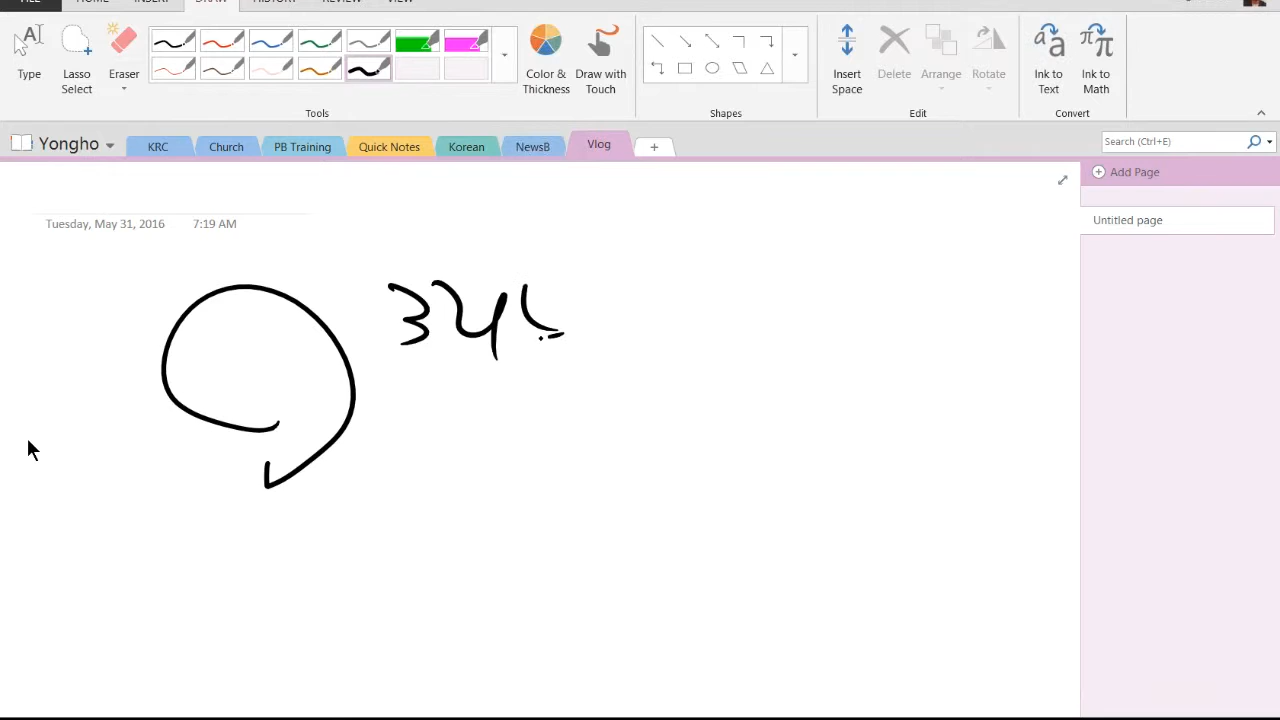 FILE HOME INSERT DRAW HISTORY REVIEW VIEW
Type
Lasso Select
Eraser
Color & Thickness
Draw with Touch
Insert Space
Delete
Arrange
Rotate
Ink to Text
Ink to Math
Tools
Shapes
Edit
Convert
Yongho
KRC
Church
PB Training
Quick Notes
Korean
NewsB
Vlog
Search (Ctrl+E)
Add Page
Untitled page
Tuesday, May 31, 2016 7:19 AM